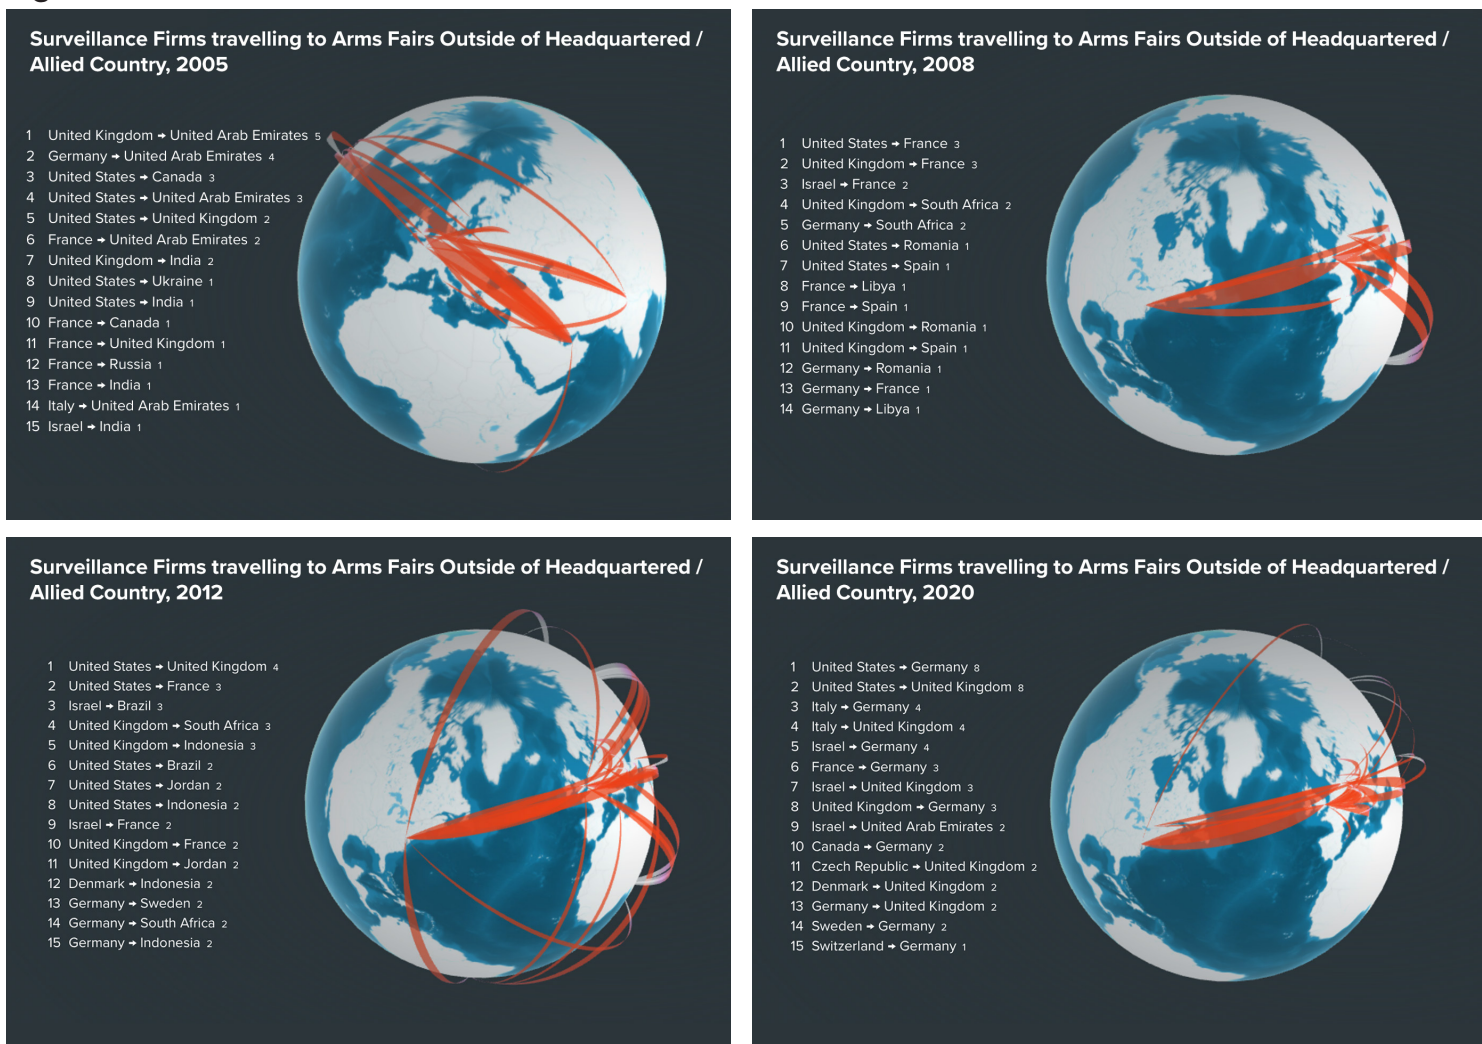 Surveillance Firms travelling to Arms Fairs Outside of Headquartered /
Allied Country, 2005
1 United Kingdom → United Arab Emirates 5
2 Germany → United Arab Emirates 4
3 United States → Canada 3
4 United States → United Arab Emirates 3
5 United States → United Kingdom 2
6 France → United Arab Emirates 2
7 United Kingdom → India 2
8 United States → Ukraine 1
9 United States → India 1
10 France → Canada 1
11 France → United Kingdom 1
12 France → Russia 1
13 France → India 1
14 Italy → United Arab Emirates 1
15 Israel → India 1
Surveillance Firms travelling to Arms Fairs Outside of Headquartered /
Allied Country, 2008
1 United States → France 3
2 United Kingdom → France 3
3 Israel → France 2
4 United Kingdom → South Africa 2
5 Germany → South Africa 2
6 United States → Romania 1
7 United States → Spain 1
8 France → Libya 1
9 France → Spain 1
10 United Kingdom → Romania 1
11 United Kingdom → Spain 1
12 Germany → Romania 1
13 Germany → France 1
14 Germany → Libya 1
Surveillance Firms travelling to Arms Fairs Outside of Headquartered /
Allied Country, 2012
1 United States → United Kingdom 4
2 United States → France 3
3 Israel → Brazil 3
4 United Kingdom → South Africa 3
5 United Kingdom → Indonesia 3
6 United States → Brazil 2
7 United States → Jordan 2
8 United States → Indonesia 2
9 Israel → France 2
10 United Kingdom → France 2
11 United Kingdom → Jordan 2
12 Denmark → Indonesia 2
13 Germany → Sweden 2
14 Germany → South Africa 2
15 Germany → Indonesia 2
Surveillance Firms travelling to Arms Fairs Outside of Headquartered /
Allied Country, 2020
1 United States → Germany 8
2 United States → United Kingdom 8
3 Italy → Germany 4
4 Italy → United Kingdom 4
5 Israel → Germany 4
6 France → Germany 3
7 Israel → United Kingdom 3
8 United Kingdom → Germany 3
9 Israel → United Arab Emirates 2
10 Canada → Germany 2
11 Czech Republic → United Kingdom 2
12 Denmark → United Kingdom 2
13 Germany → United Kingdom 2
14 Sweden → Germany 2
15 Switzerland → Germany 1